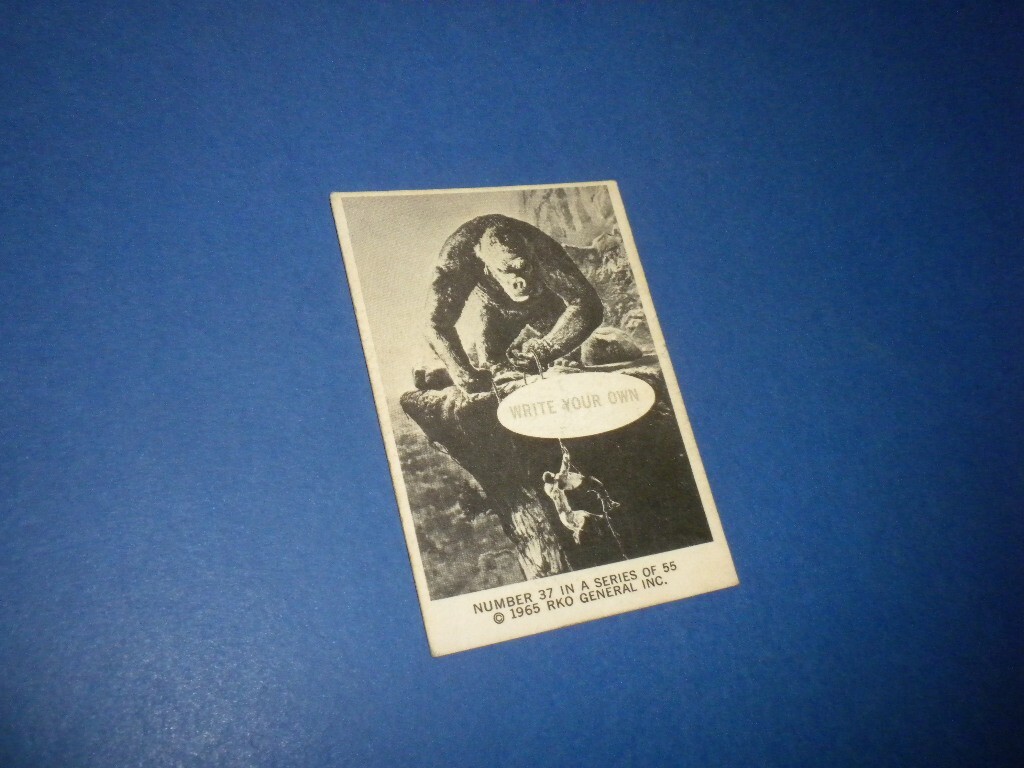 WRITE YOUR OWN
NUMBER 37 IN A SERIES OF 55
© 1965 RKO GENERAL INC.